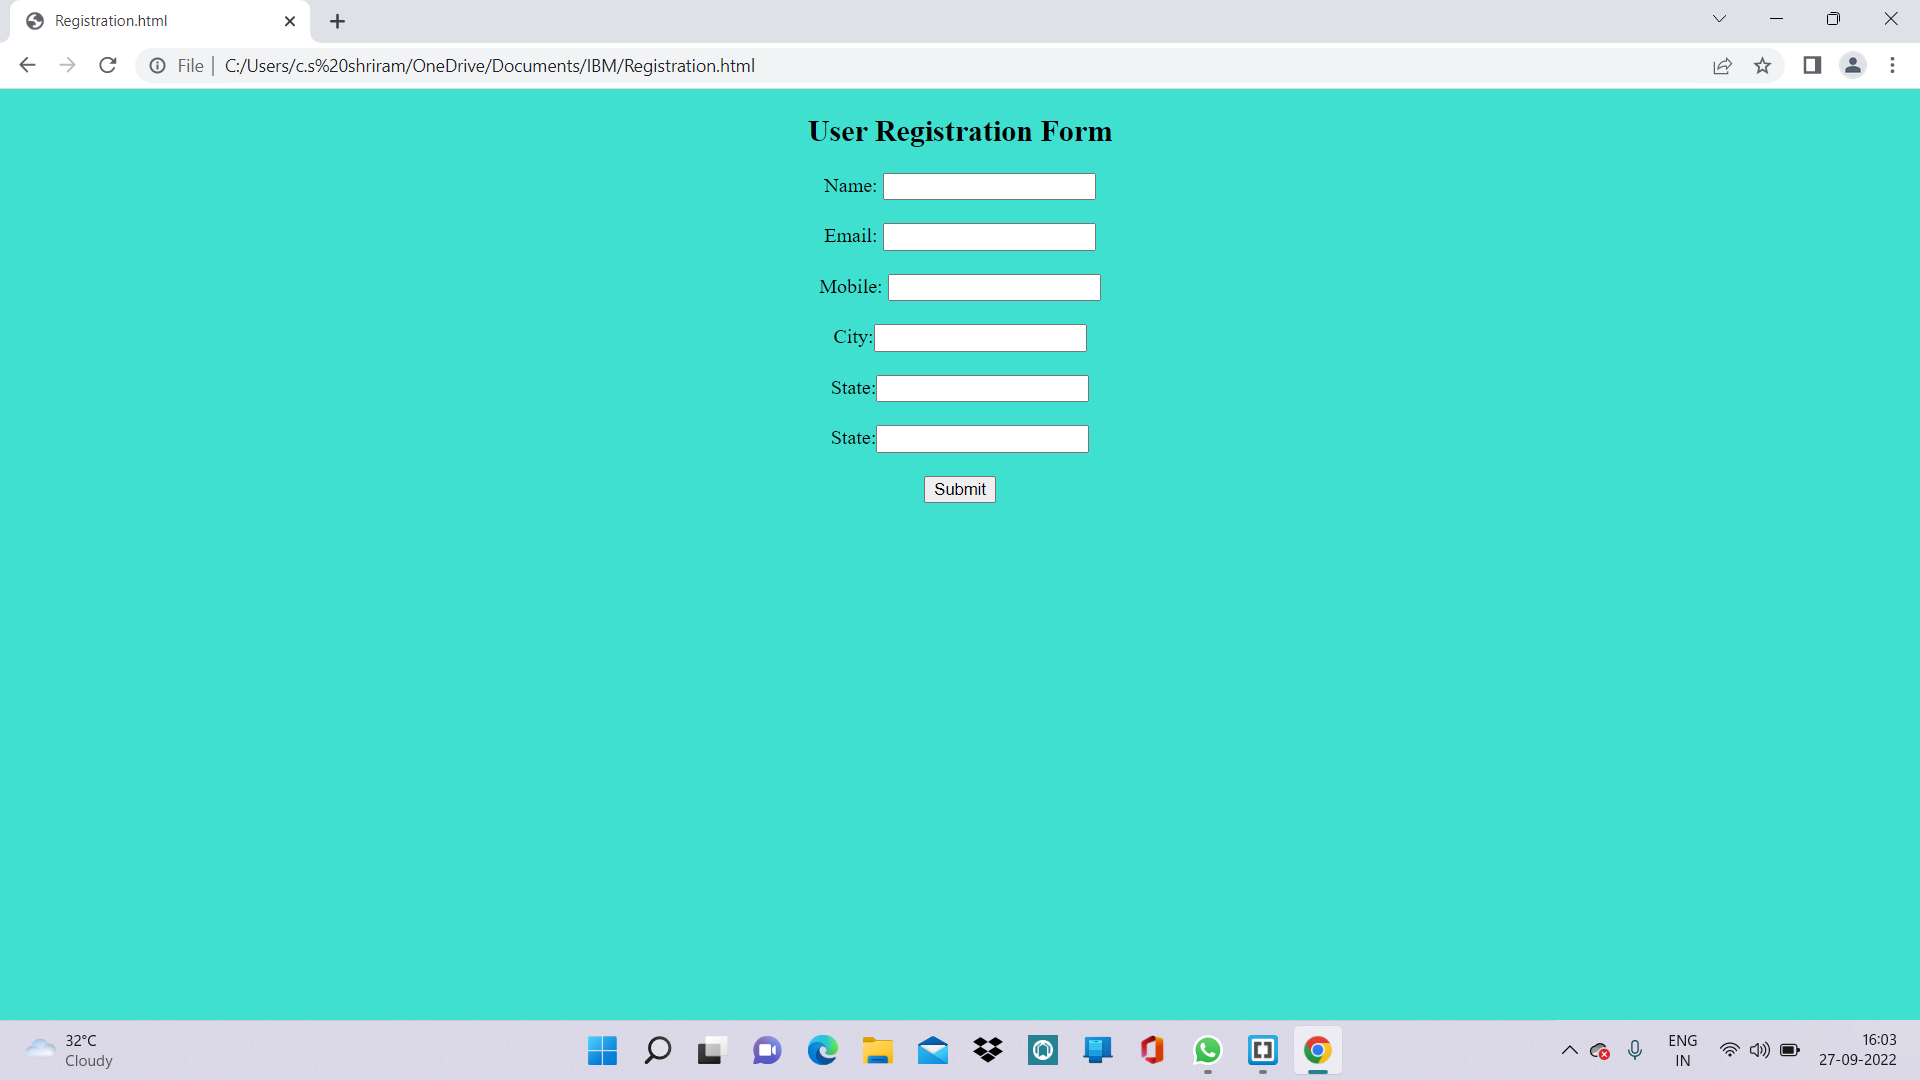 Registration.html
File | C:/Users/c.s%20shriram/OneDrive/Documents/IBM/Registration.html
User Registration Form
Name:
Email:
Mobile:
City:
State:
State:
Submit
32°C
Cloudy
ENG
IN
16:03
27-09-2022